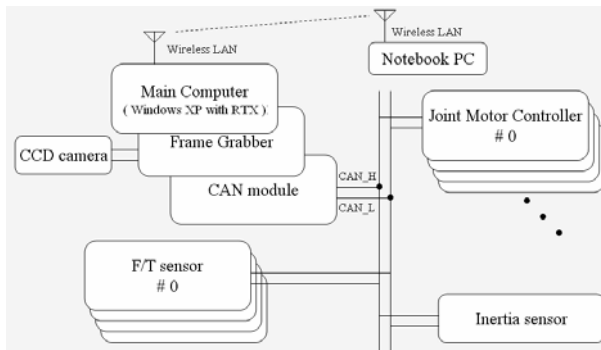 Wireless LAN
Wireless LAN
Notebook PC
Main Computer
( Windows XP with RTX )
Frame Grabber
CCD camera
CAN module
CAN_H
CAN_L
Joint Motor Controller
# 0
F/T sensor
# 0
Inertia sensor